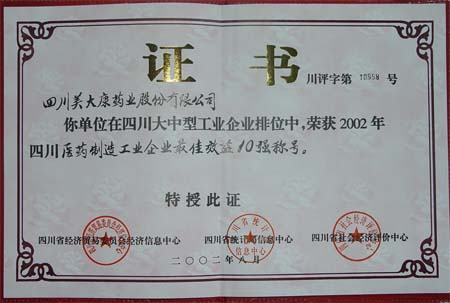 证书
川评字第 10558 号
四川美大康药业股份有限公司
你单位在四川大中型工业企业排位中，荣获2002年
四川医药制造工业企业最佳效益10强称号。
特授此证
四川省经济贸易委员会经济信息中心 四川省统计局信息中心 四川省社会经济评价中心
二〇〇二年八月